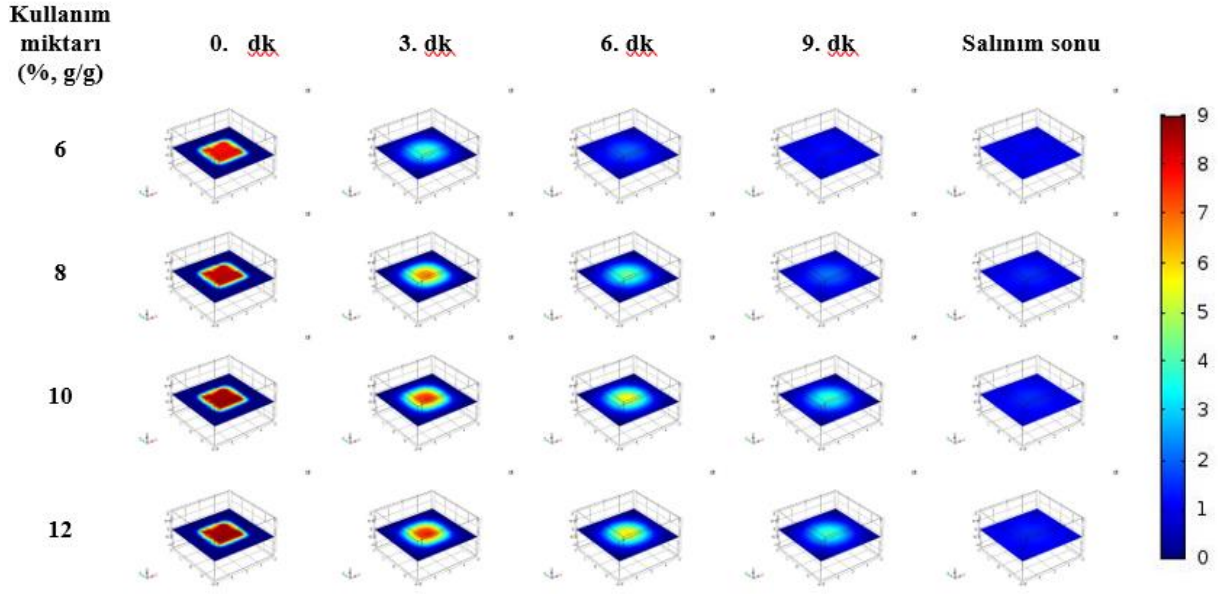 Kullanım
miktarı
(%, g/g)
0. dk
3. dk
6. dk
9. dk
Salınım sonu
6
8
10
12
9
8
7
6
5
4
3
2
1
0